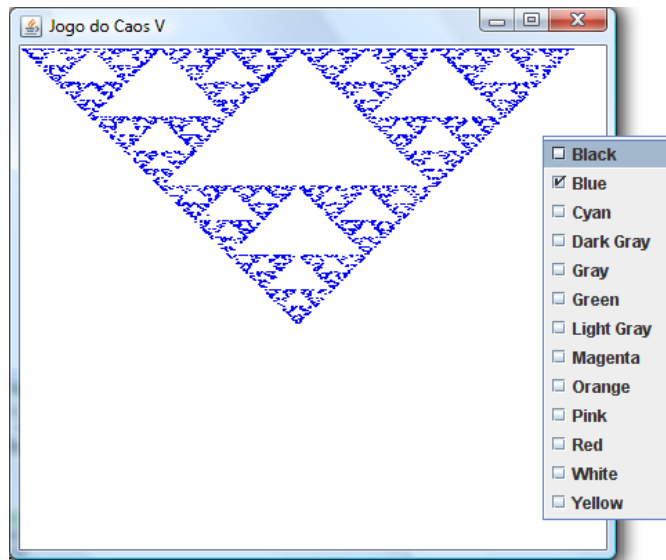 Jogo do Caos V
Black
Blue
Cyan
Dark Gray
Gray
Green
Light Gray
Magenta
Orange
Pink
Red
White
Yellow